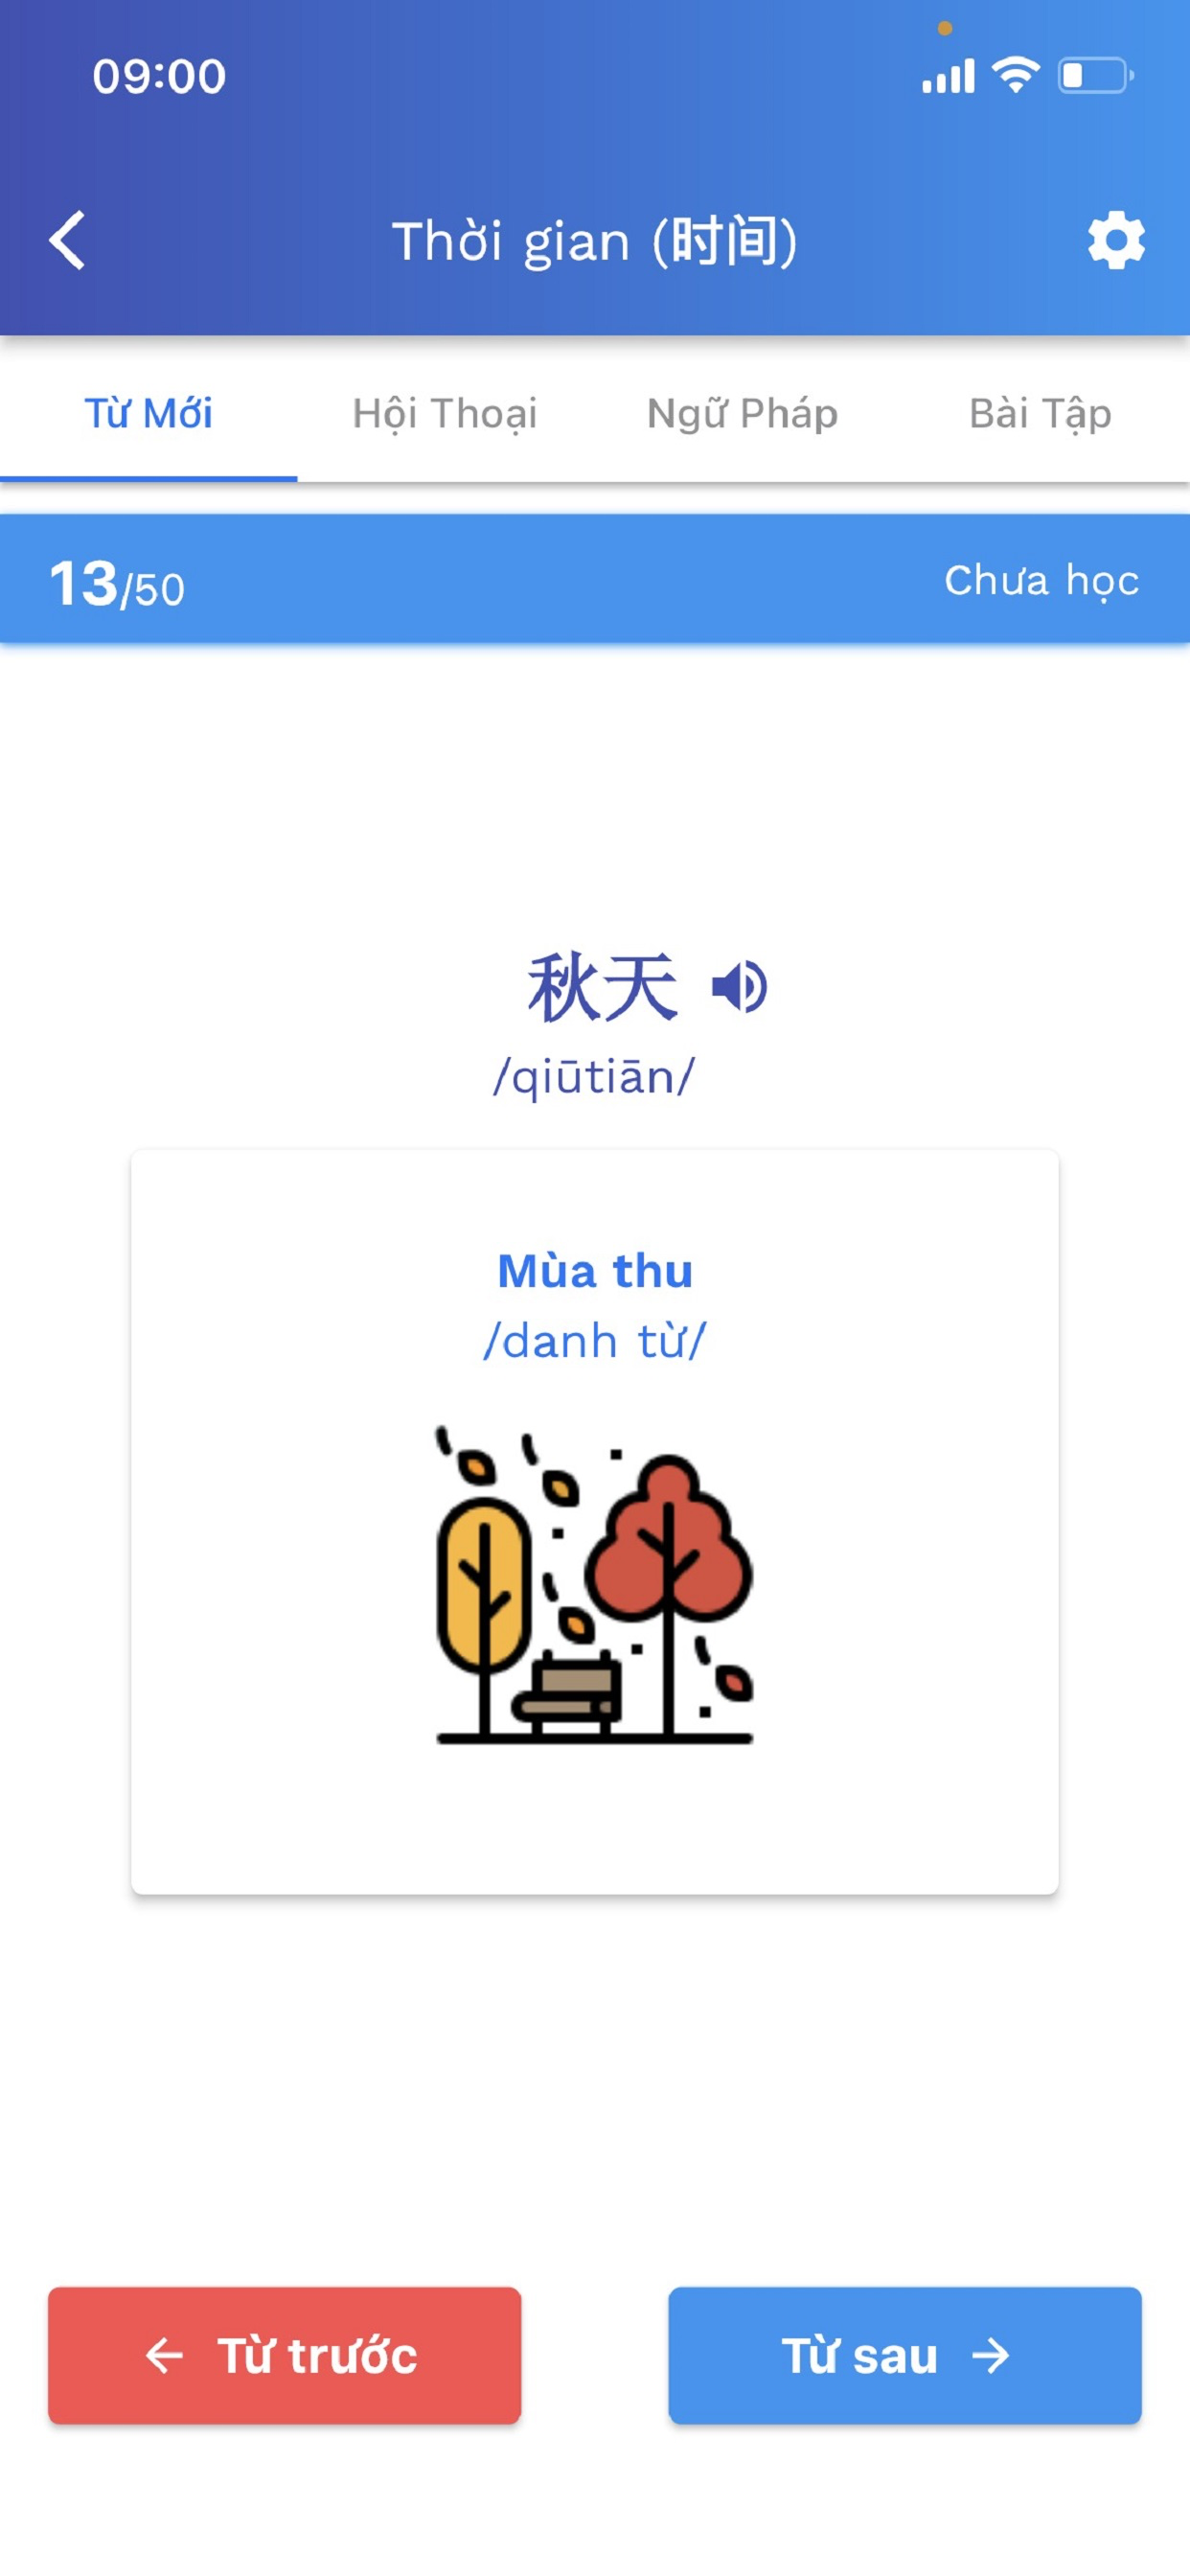 09:00
Thời gian (时间)
Từ Mới
Hội Thoại
Ngữ Pháp
Bài Tập
13/50
Chưa học
秋天
/qiūtiān/
Mùa thu
/danh từ/
← Từ trước
Từ sau →